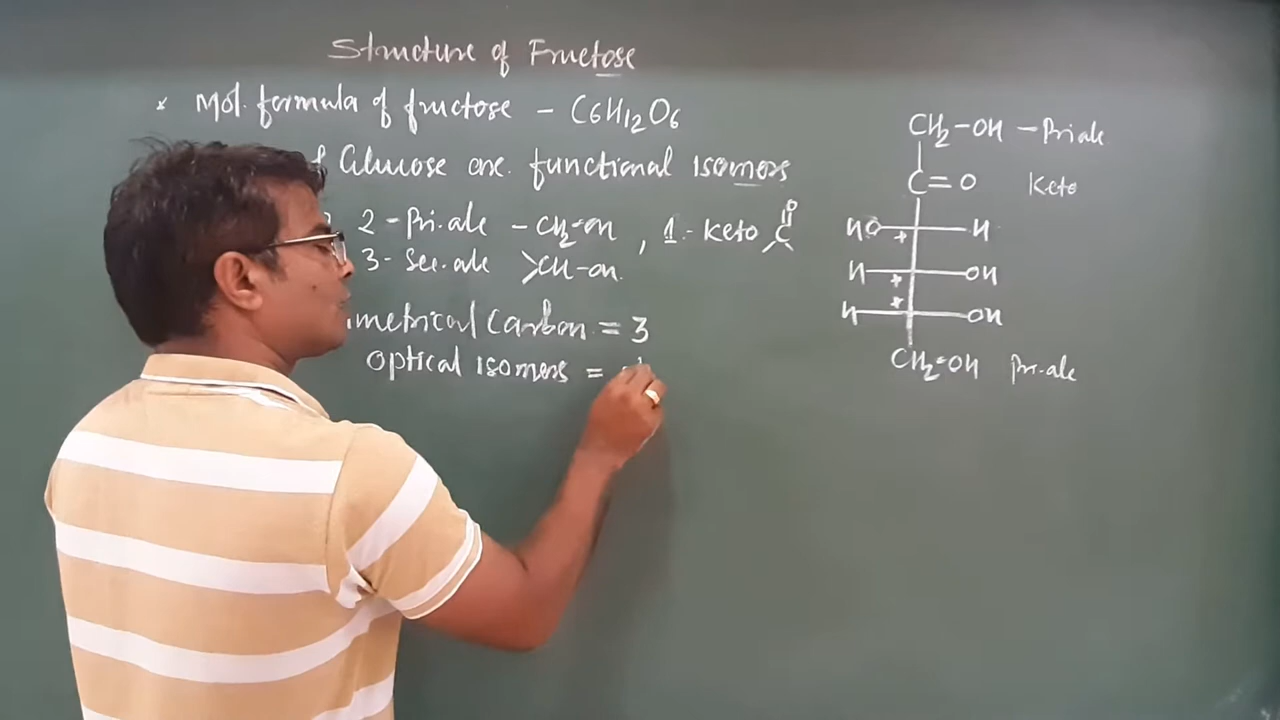 Structure of Fructose
* Mol. formula of fructose - C6H12O6
Glucose are functional isomers
2 - Pri. alc - CH2-OH , 1 - Keto C=O
3 - Sec. alc >CH-OH.
metrical Carbon = 3
optical isomers =
CH2-OH - Pri alc
C=O Keto
HO * H
H * OH
H * OH
CH2-OH Pri-alc